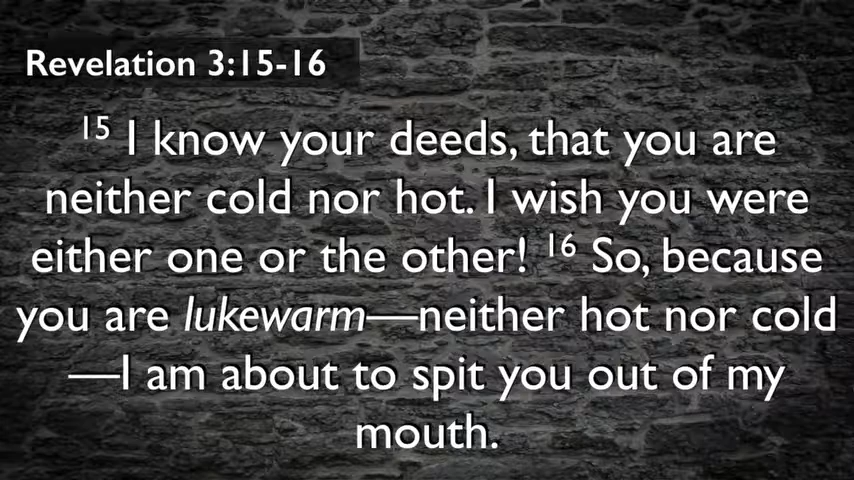 Revelation 3:15-16
15 I know your deeds, that you are
neither cold nor hot. I wish you were
either one or the other! 16 So, because
you are lukewarm—neither hot nor cold
—I am about to spit you out of my
mouth.